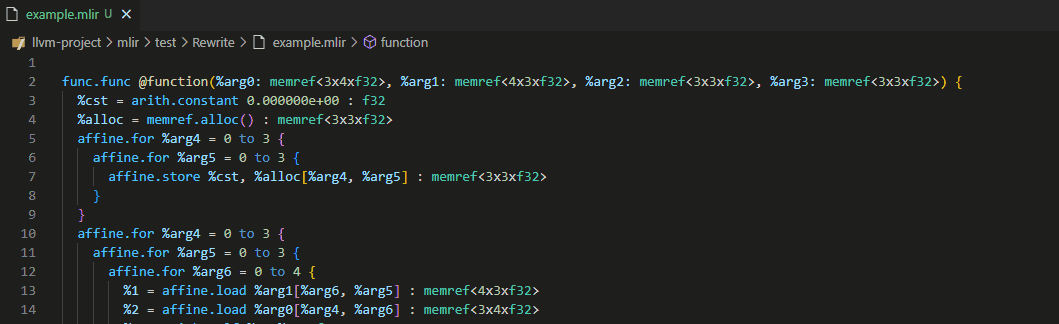 example.mlir U ×
llvm-project > mlir > test > Rewrite > example.mlir > function
1
2 func.func @function(%arg0: memref<3x4xf32>, %arg1: memref<4x3xf32>, %arg2: memref<3x3xf32>, %arg3: memref<3x3xf32>) {
3 %cst = arith.constant 0.000000e+00 : f32
4 %alloc = memref.alloc() : memref<3x3xf32>
5 affine.for %arg4 = 0 to 3 {
6 affine.for %arg5 = 0 to 3 {
7 affine.store %cst, %alloc[%arg4, %arg5] : memref<3x3xf32>
8 }
9 }
10 affine.for %arg4 = 0 to 3 {
11 affine.for %arg5 = 0 to 3 {
12 affine.for %arg6 = 0 to 4 {
13 %1 = affine.load %arg1[%arg6, %arg5] : memref<4x3xf32>
14 %2 = affine.load %arg0[%arg4, %arg6] : memref<3x4xf32>